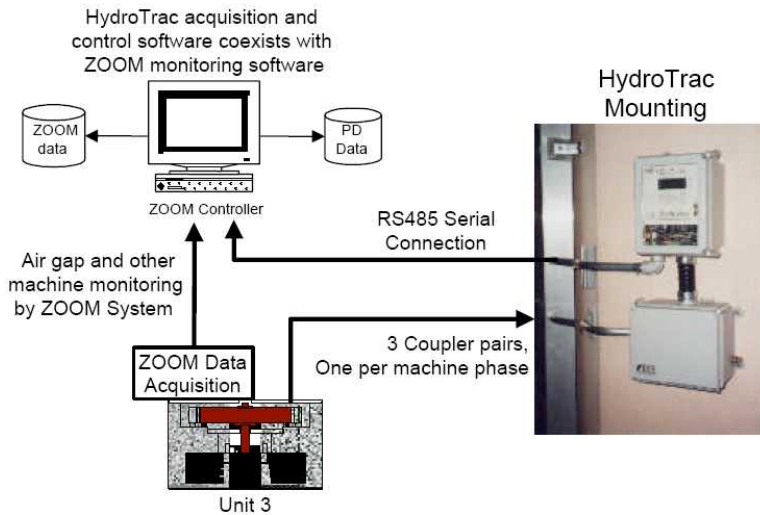 HydroTrac acquisition and
control software coexists with
ZOOM monitoring software
ZOOM
data
PD
Data
ZOOM Controller
HydroTrac
Mounting
RS485 Serial
Connection
Air gap and other
machine monitoring
by ZOOM System
3 Coupler pairs,
One per machine phase
ZOOM Data
Acquisition
Unit 3